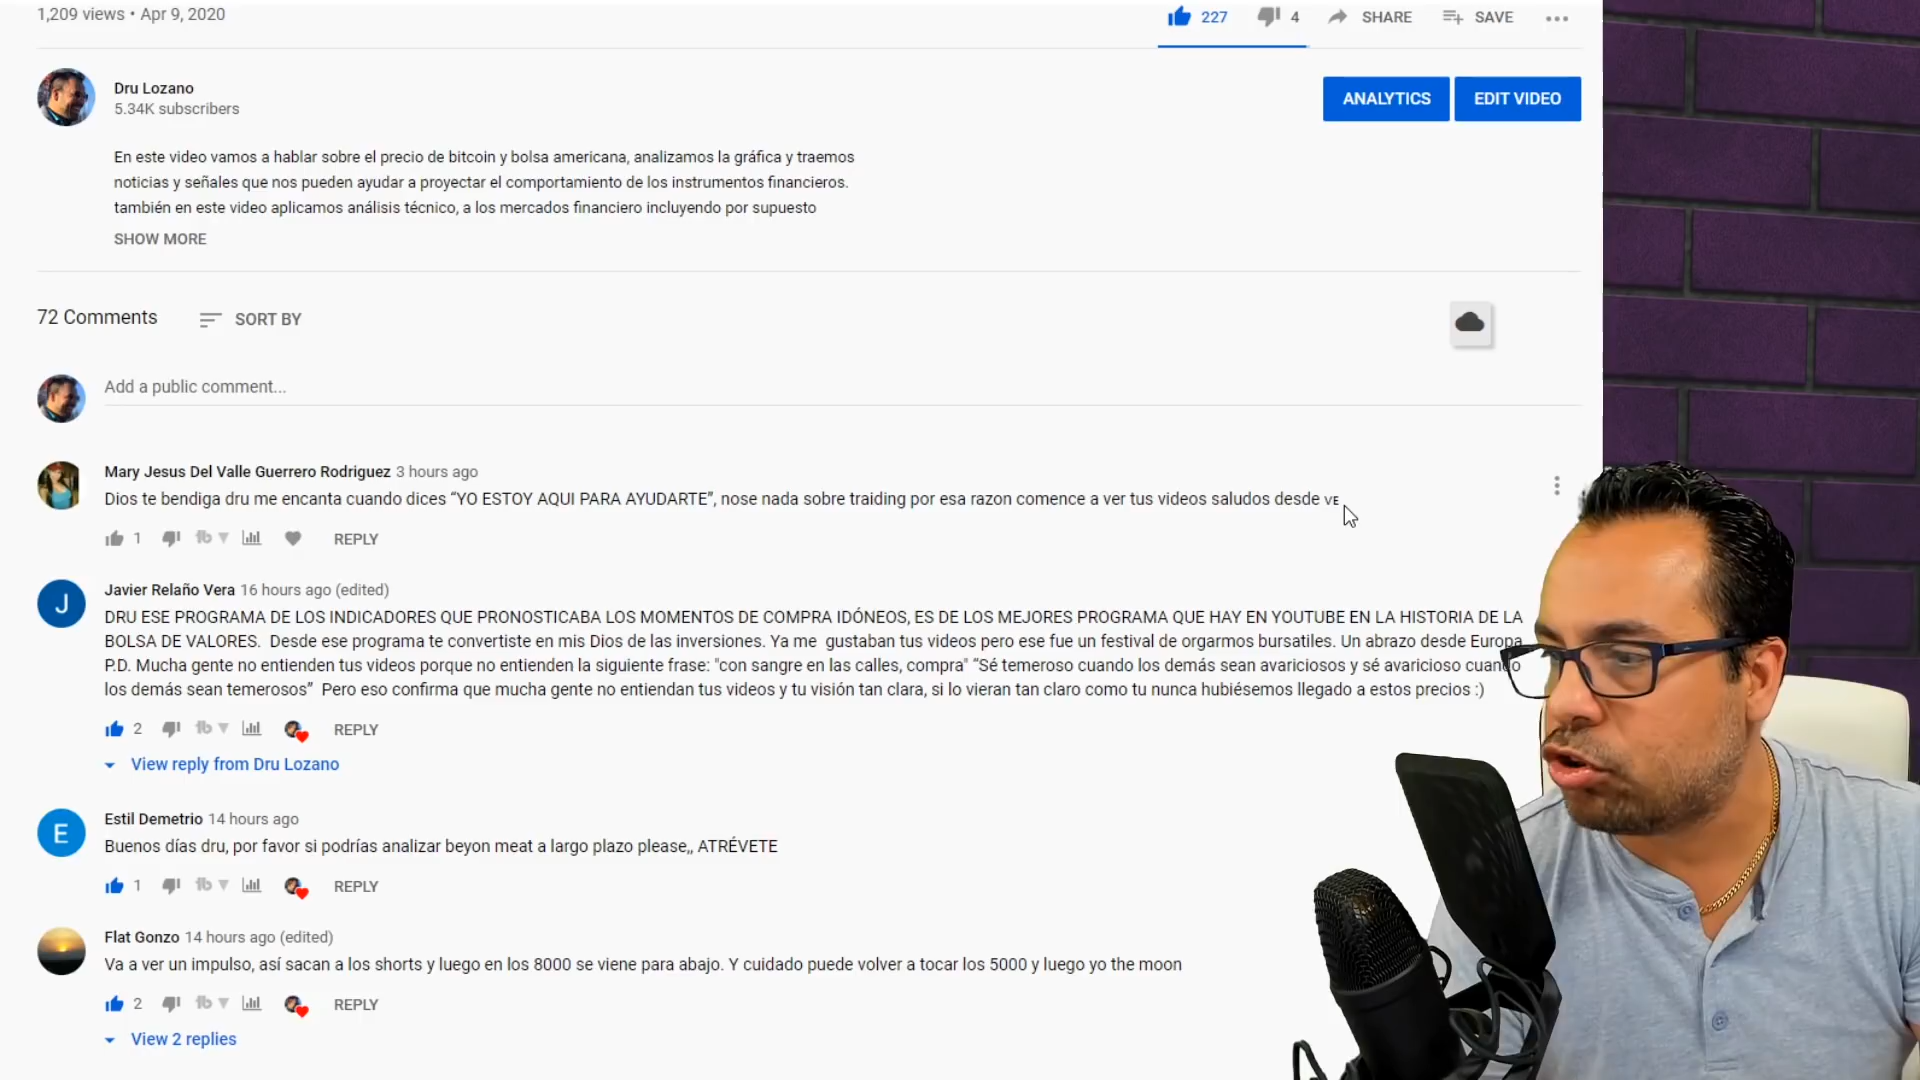 1,209 views • Apr 9, 2020
227 4 SHARE SAVE
Dru Lozano
5.34K subscribers
ANALYTICS EDIT VIDEO
En este video vamos a hablar sobre el precio de bitcoin y bolsa americana, analizamos la gráfica y traemos
noticias y señales que nos pueden ayudar a proyectar el comportamiento de los instrumentos financieros.
también en este video aplicamos análisis técnico, a los mercados financiero incluyendo por supuesto
SHOW MORE
72 Comments SORT BY
Add a public comment...
Mary Jesus Del Valle Guerrero Rodriguez 3 hours ago
Dios te bendiga dru me encanta cuando dices “YO ESTOY AQUI PARA AYUDARTE”, nose nada sobre traiding por esa razon comence a ver tus videos saludos desde VE
1 REPLY
J
Javier Relaño Vera 16 hours ago (edited)
DRU ESE PROGRAMA DE LOS INDICADORES QUE PRONOSTICABA LOS MOMENTOS DE COMPRA IDÓNEOS, ES DE LOS MEJORES PROGRAMA QUE HAY EN YOUTUBE EN LA HISTORIA DE LA
BOLSA DE VALORES. Desde ese programa te convertiste en mis Dios de las inversiones. Ya me gustaban tus videos pero ese fue un festival de orgarmos bursatiles. Un abrazo desde Europa
P.D. Mucha gente no entienden tus videos porque no entienden la siguiente frase: "con sangre en las calles, compra" “Sé temeroso cuando los demás sean avariciosos y sé avaricioso cuando
los demás sean temerosos” Pero eso confirma que mucha gente no entiendan tus videos y tu visión tan clara, si lo vieran tan claro como tu nunca hubiésemos llegado a estos precios :)
2 REPLY
View reply from Dru Lozano
E
Estil Demetrio 14 hours ago
Buenos días dru, por favor si podrías analizar beyon meat a largo plazo please,, ATRÉVETE
1 REPLY
Flat Gonzo 14 hours ago (edited)
Va a ver un impulso, así sacan a los shorts y luego en los 8000 se viene para abajo. Y cuidado puede volver a tocar los 5000 y luego yo the moon
2 REPLY
View 2 replies